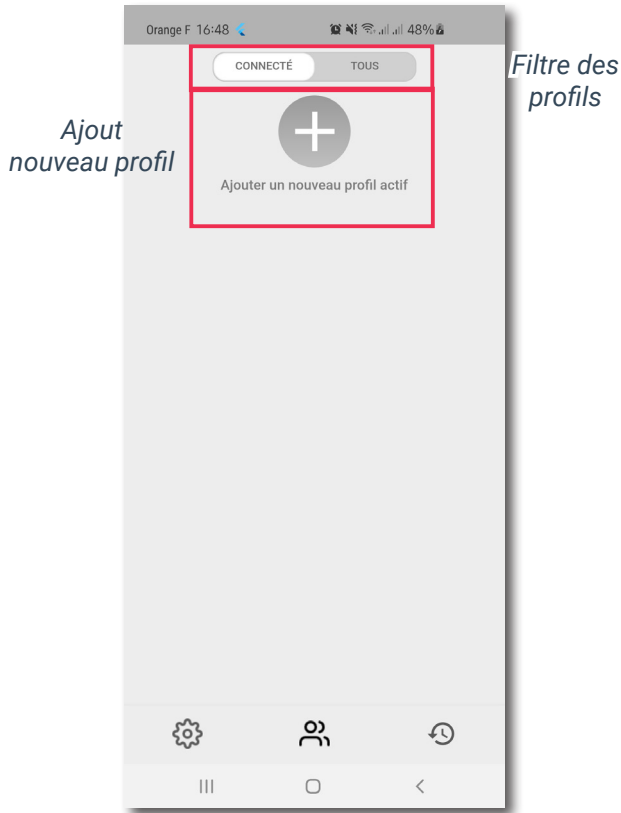 Orange F 16:48 48%
CONNECTÉ TOUS
Filtre des
profils
Ajout
nouveau profil
Ajouter un nouveau profil actif